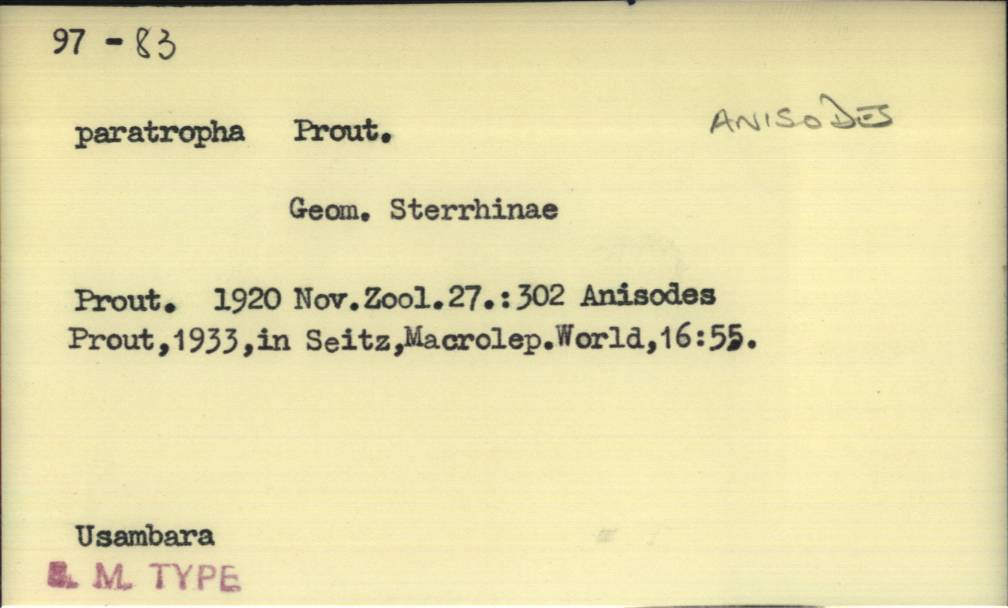 97 - 83
paratropha Prout. ANISODES
Geom. Sterrhinae
Prout. 1920 Nov.Zool.27.:302 Anisodes
Prout,1933,in Seitz,Macrolep.World,16:55.
Usambara
B. M. TYPE